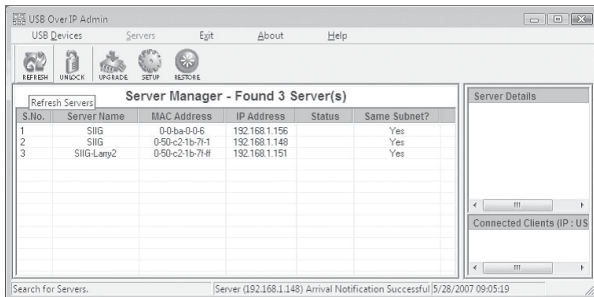 USB Over IP Admin
USB Devices Servers Exit About Help
REFRESH UNLOCK UPGRADE SETUP RESTORE
Server Manager - Found 3 Server(s)
Refresh Servers
S.No. Server Name MAC Address IP Address Status Same Subnet?
1 SIIG 0-0-ba-0-0-6 192.168.1.156 Yes
2 SIIG 0-50-c2-1b-7f-1 192.168.1.148 Yes
3 SIIG-Larry2 0-50-c2-1b-7f-ff 192.168.1.151 Yes
Server Details
Connected Clients (IP : US
Search for Servers. Server (192.168.1.148) Arrival Notification Successful 5/28/2007 09:05:19